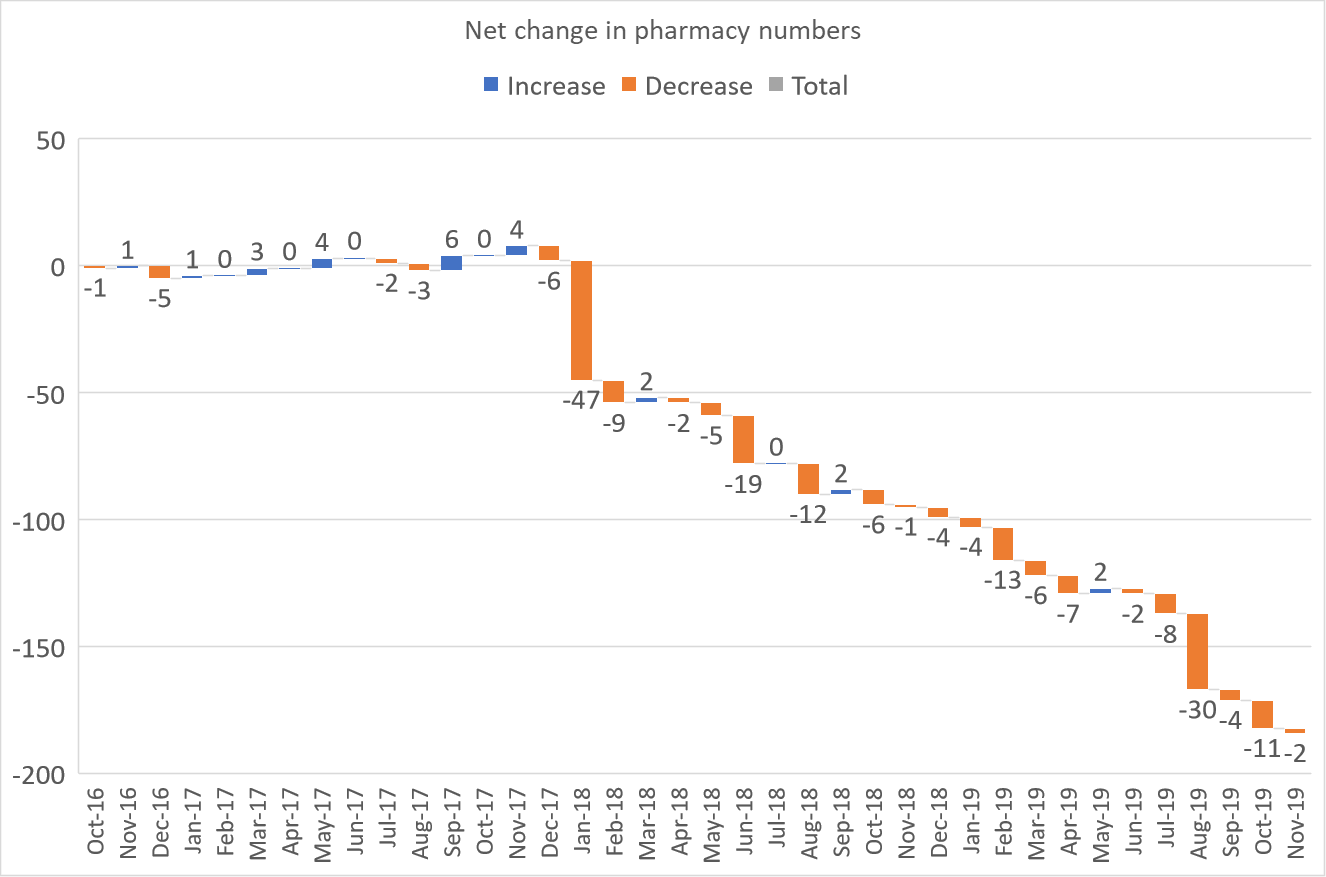 Net change in pharmacy numbers
Increase Decrease Total
50
0
-50
-100
-150
-200
-1
1
-5
1
0
3
0
4
0
-2
-3
6
0
4
-6
-47
-9
2
-2
-5
-19
0
-12
2
-6
-1
-4
-4
-13
-6
-7
2
-2
-8
-30
-4
-11
-2
Oct-16
Nov-16
Dec-16
Jan-17
Feb-17
Mar-17
Apr-17
May-17
Jun-17
Jul-17
Aug-17
Sep-17
Oct-17
Nov-17
Dec-17
Jan-18
Feb-18
Mar-18
Apr-18
May-18
Jun-18
Jul-18
Aug-18
Sep-18
Oct-18
Nov-18
Dec-18
Jan-19
Feb-19
Mar-19
Apr-19
May-19
Jun-19
Jul-19
Aug-19
Sep-19
Oct-19
Nov-19